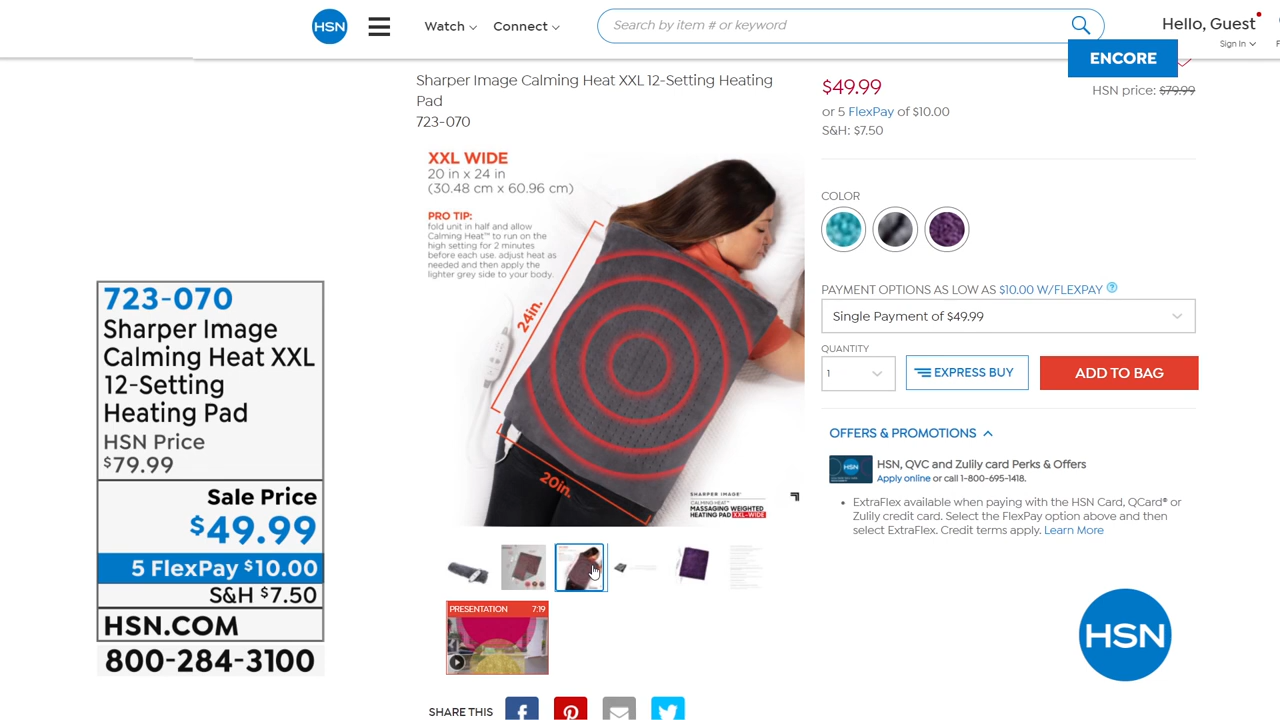 HSN
Watch
Connect
Search by item # or keyword
Hello, Guest
Sign In
ENCORE
Sharper Image Calming Heat XXL 12-Setting Heating
Pad
723-070
$49.99
HSN price: $79.99
or 5 FlexPay of $10.00
S&H: $7.50
XXL WIDE
20 in x 24 in
(30.48 cm x 60.96 cm)
PRO TIP:
fold unit in half and allow
Calming Heat™ to run on the
high setting for 2 minutes
before each use. adjust heat as
needed and then apply the
lighter grey side to your body.
24in.
20in.
SHARPER IMAGE®
CALMING HEAT™
MASSAGING WEIGHTED
HEATING PAD XXL-WIDE
COLOR
PAYMENT OPTIONS AS LOW AS $10.00 W/FLEXPAY ?
Single Payment of $49.99
QUANTITY
1
EXPRESS BUY
ADD TO BAG
OFFERS & PROMOTIONS
HSN
HSN, QVC and Zulily card Perks & Offers
Apply online or call 1-800-695-1418.
• ExtraFlex available when paying with the HSN Card, QCard® or
Zulily credit card. Select the FlexPay option above and then
select ExtraFlex. Credit terms apply. Learn More
723-070
Sharper Image
Calming Heat XXL
12-Setting
Heating Pad
HSN Price
$79.99
Sale Price
$49.99
5 FlexPay $10.00
S&H $7.50
HSN.COM
800-284-3100
PRESENTATION 7:19
SHARE THIS
HSN